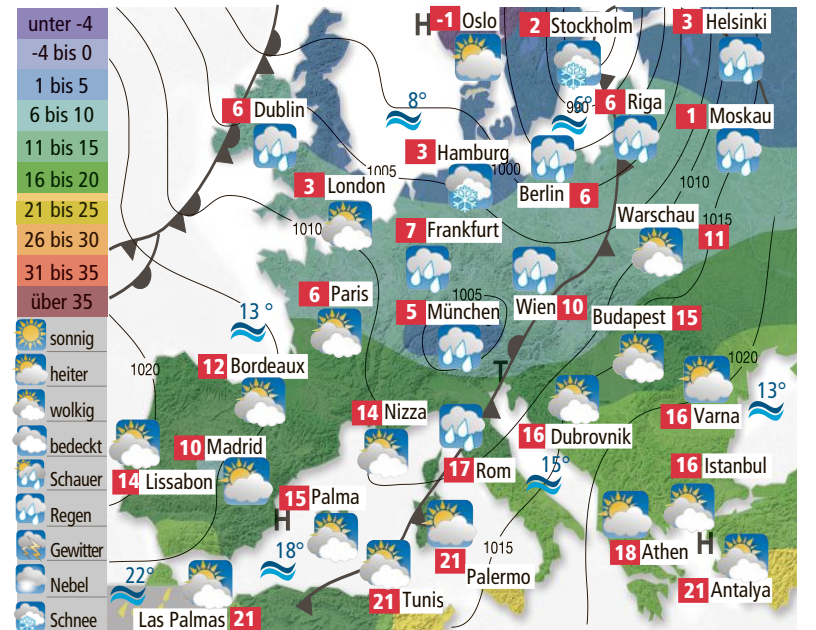 unter -4
-4 bis 0
1 bis 5
6 bis 10
11 bis 15
16 bis 20
21 bis 25
26 bis 30
31 bis 35
über 35
sonnig
heiter
wolkig
bedeckt
Schauer
Regen
Gewitter
Nebel
Schnee
H
-1 Oslo
2 Stockholm
3 Helsinki
6 Dublin
8°
990
6°
6 Riga
1 Moskau
3 Hamburg
1005
1000
3 London
Berlin 6
1010
1010
Warschau
1015
11
7 Frankfurt
6 Paris
13 °
1005
5 München
Wien 10
Budapest 15
T
1020
1020
12 Bordeaux
13°
14 Nizza
16 Varna
10 Madrid
16 Dubrovnik
14 Lissabon
17 Rom
15°
16 Istanbul
15 Palma
H
18°
1015
21
Palermo
18 Athen
H
22°
21 Tunis
21 Antalya
Las Palmas 21